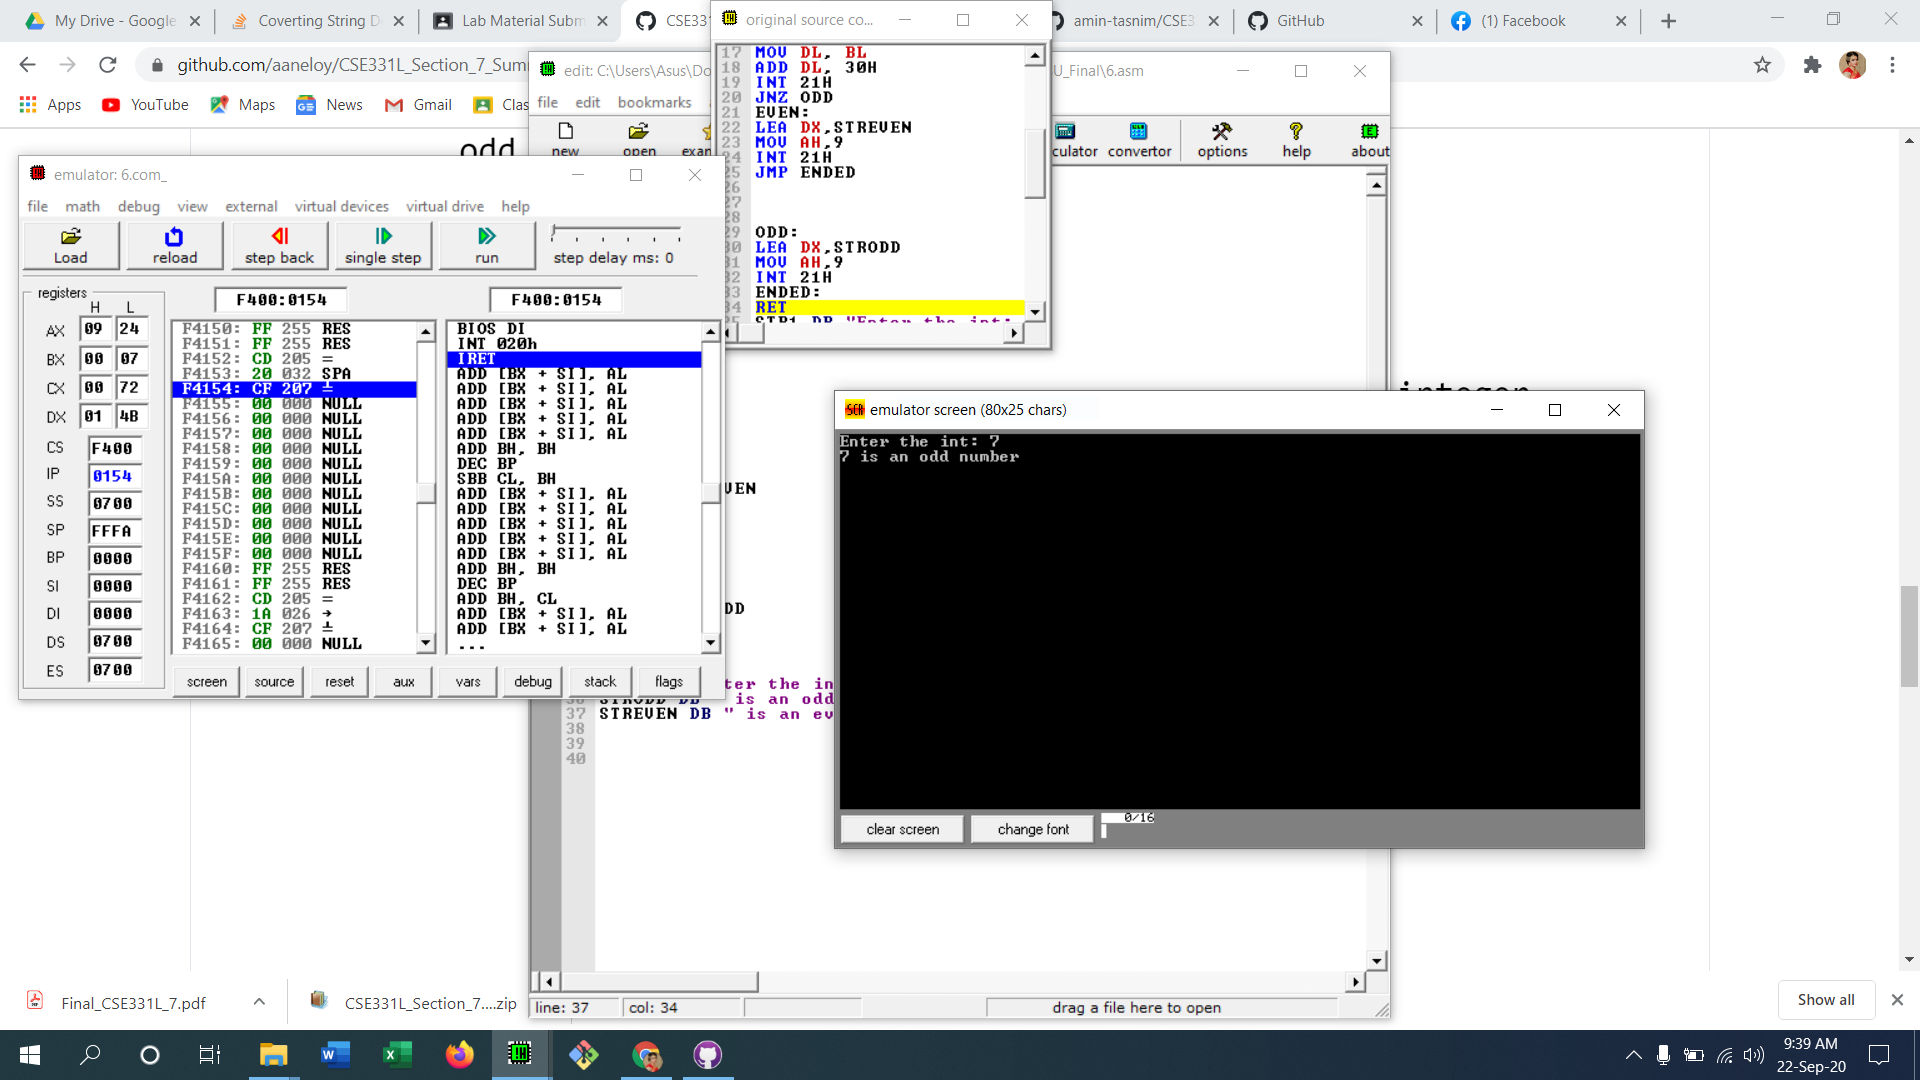 My Drive - Google
Coverting String D
Lab Material Subm
CSE331
amin-tasnim/CSE3
GitHub
(1) Facebook
github.com/aaneloy/CSE331L_Section_7_Sum
Apps
YouTube
Maps
News
Gmail
Clas
odd
integer
original source co...
17 MOV DL, BL
18 ADD DL, 30H
19 INT 21H
20 JNZ ODD
21 EVEN:
22 LEA DX,STREVEN
23 MOV AH,9
24 INT 21H
25 JMP ENDED
26
27
28
29 ODD:
30 LEA DX,STRODD
31 MOV AH,9
32 INT 21H
33 ENDED:
34 RET
35 STR1 DB "Enter the int:
edit: C:\Users\Asus\Do
U_Final\6.asm
file edit bookmarks
new open exam
culator convertor options help about
VEN
DD
ter the in
36 STRODD DB " is an odd
37 STREVEN DB " is an ev
38
39
40
line: 37
col: 34
drag a file here to open
emulator: 6.com_
file math debug view external virtual devices virtual drive help
Load reload step back single step run step delay ms: 0
registers
H L
AX 09 24
BX 00 07
CX 00 72
DX 01 4B
CS F400
IP 0154
SS 0700
SP FFFA
BP 0000
SI 0000
DI 0000
DS 0700
ES 0700
F400:0154
F4150: FF 255 RES
F4151: FF 255 RES
F4152: CD 205 =
F4153: 20 032 SPA
F4154: CF 207 ╧
F4155: 00 000 NULL
F4156: 00 000 NULL
F4157: 00 000 NULL
F4158: 00 000 NULL
F4159: 00 000 NULL
F415A: 00 000 NULL
F415B: 00 000 NULL
F415C: 00 000 NULL
F415D: 00 000 NULL
F415E: 00 000 NULL
F415F: 00 000 NULL
F4160: FF 255 RES
F4161: FF 255 RES
F4162: CD 205 =
F4163: 1A 026 →
F4164: CF 207 ╧
F4165: 00 000 NULL
F400:0154
BIOS DI
INT 020h
IRET
ADD [BX + SI], AL
ADD [BX + SI], AL
ADD [BX + SI], AL
ADD [BX + SI], AL
ADD [BX + SI], AL
ADD BH, BH
DEC BP
SBB CL, BH
ADD [BX + SI], AL
ADD [BX + SI], AL
ADD [BX + SI], AL
ADD [BX + SI], AL
ADD [BX + SI], AL
ADD BH, BH
DEC BP
ADD BH, CL
ADD [BX + SI], AL
ADD [BX + SI], AL
...
screen source reset aux vars debug stack flags
emulator screen (80x25 chars)
Enter the int: 7
7 is an odd number
clear screen
change font
0/16
Final_CSE331L_7.pdf
CSE331L_Section_7....zip
Show all
9:39 AM
22-Sep-20